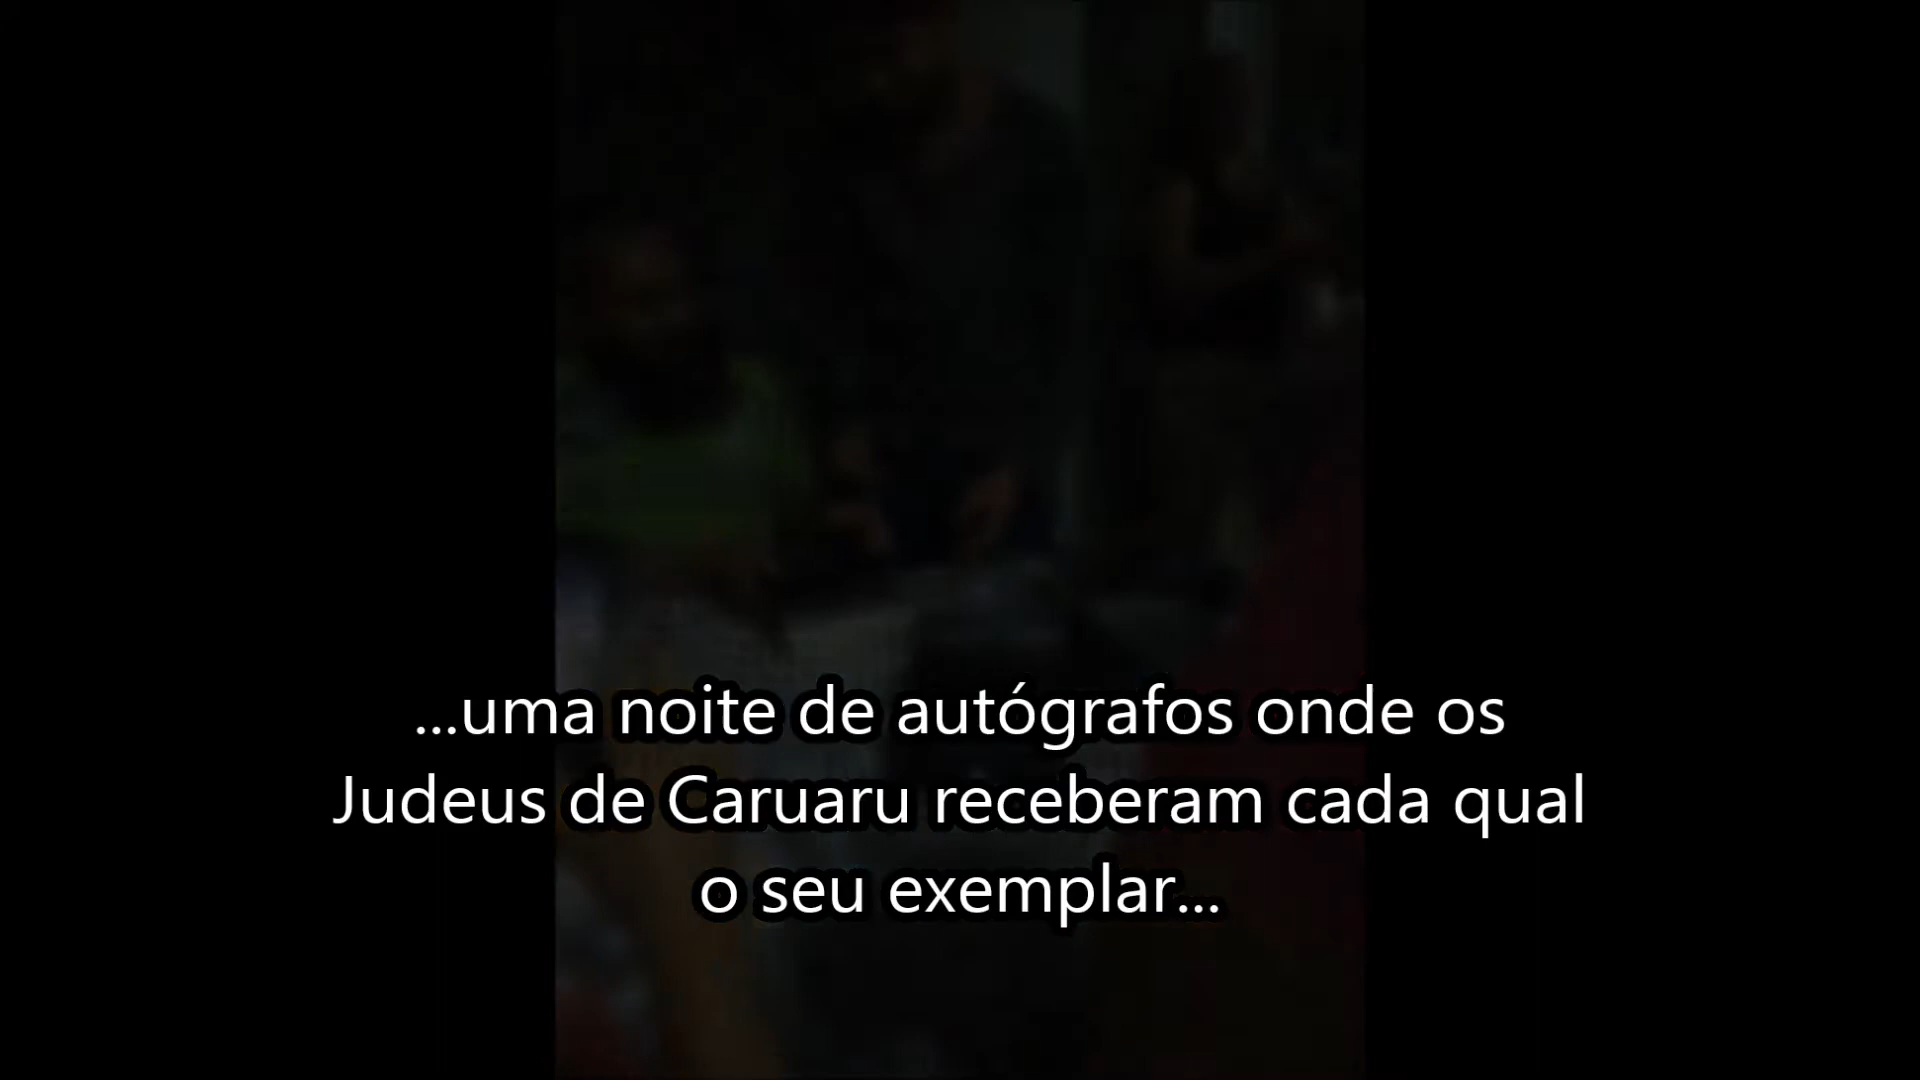 ...uma noite de autógrafos onde os
Judeus de Caruaru receberam cada qual
o seu exemplar...